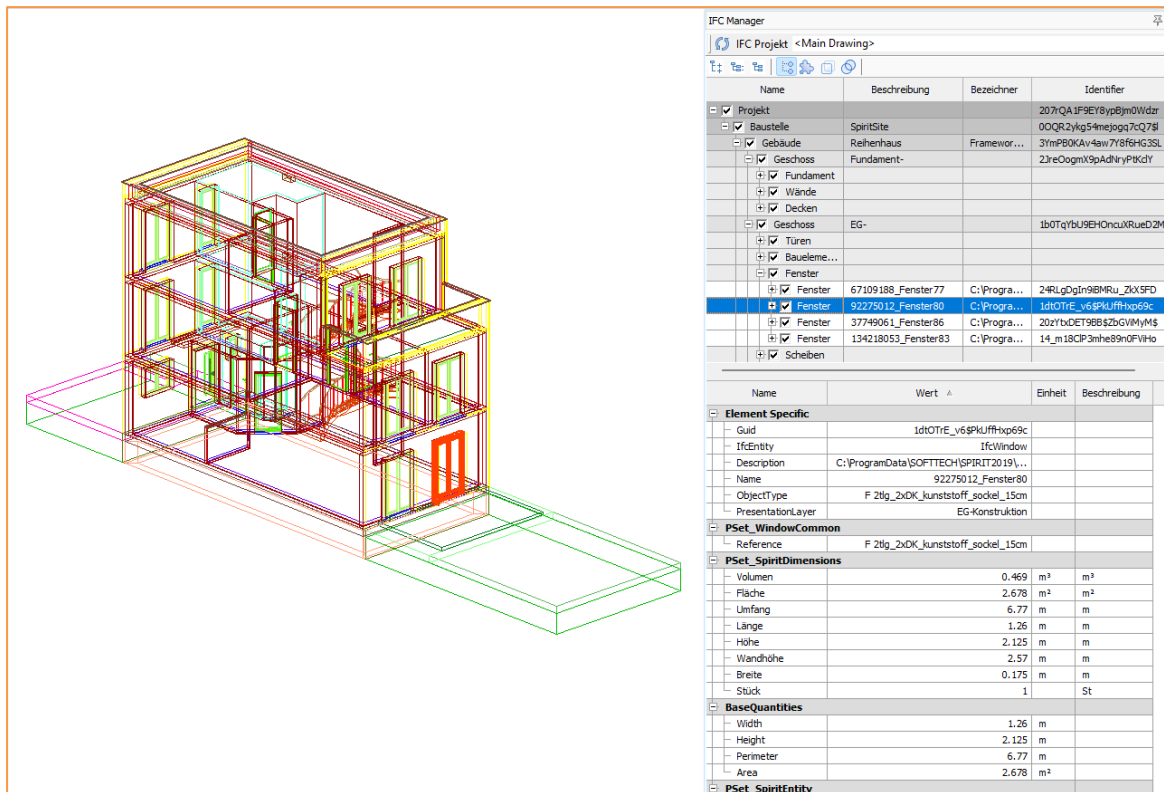 IFC Manager
IFC Projekt <Main Drawing>
Name Beschreibung Bezeichner Identifier
Projekt 207rQA1F9EY8ypBjm0Wdzr
Baustelle SpiritSite 0OQR2ykg54mejogq7cQ7$l
Gebäude Reihenhaus Framewor... 3YmPB0KAv4aw7Y8f6HG3SL
Geschoss Fundament- 2JreOogmX9pAdNryPtKclY
Fundament
Wände
Decken
Geschoss EG- 1b0TqYbU9EHOncuXRueD2M
Türen
Baueleme...
Fenster
Fenster 67109188_Fenster77 C:\Progra... 24RLgDgIn9iBMRu_ZkX5FD
Fenster 92275012_Fenster80 C:\Progra... 1dtOTrE_v6$PkUffHxp69c
Fenster 37749061_Fenster86 C:\Progra... 20zYtxDET9BB$ZbGViMyM$
Fenster 134218053_Fenster83 C:\Progra... 14_m18ClP3mhe89n0FViHo
Scheiben
Name Wert Einheit Beschreibung
Element Specific
Guid 1dtOTrE_v6$PkUffHxp69c
IfcEntity IfcWindow
Description C:\ProgramData\SOFTTECH\SPIRIT2019\...
Name 92275012_Fenster80
ObjectType F 2tlg_2xDK_kunststoff_sockel_15cm
PresentationLayer EG-Konstruktion
PSet_WindowCommon
Reference F 2tlg_2xDK_kunststoff_sockel_15cm
PSet_SpiritDimensions
Volumen 0.469 m³ m³
Fläche 2.678 m² m²
Umfang 6.77 m m
Länge 1.26 m m
Höhe 2.125 m m
Wandhöhe 2.57 m m
Breite 0.175 m m
Stück 1 St
BaseQuantities
Width 1.26 m
Height 2.125 m
Perimeter 6.77 m
Area 2.678 m²
PSet_SpiritEntity